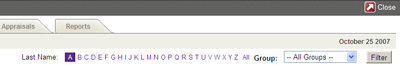 Close
Appraisals Reports
October 25 2007
Last Name: A B C D E F G H I J K L M N O P Q R S T U V W X Y Z All Group: -- All Groups -- Filter